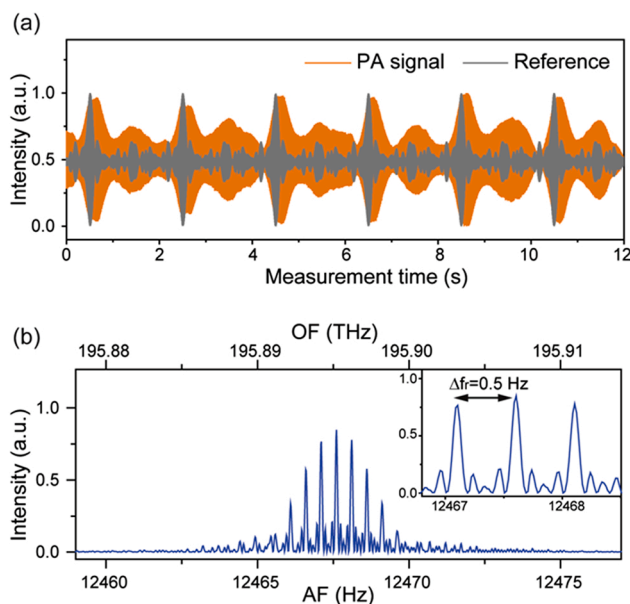 (a)
PA signal Reference
1.0
0.5
0.0
Intensity (a.u.)
0 2 4 6 8 10 12
Measurement time (s)
(b)
OF (THz)
195.88 195.89 195.90 195.91
1.0
0.5
0.0
Intensity (a.u.)
Δfr=0.5 Hz
1.0
0.5
0.0
12467 12468
12460 12465 12470 12475
AF (Hz)